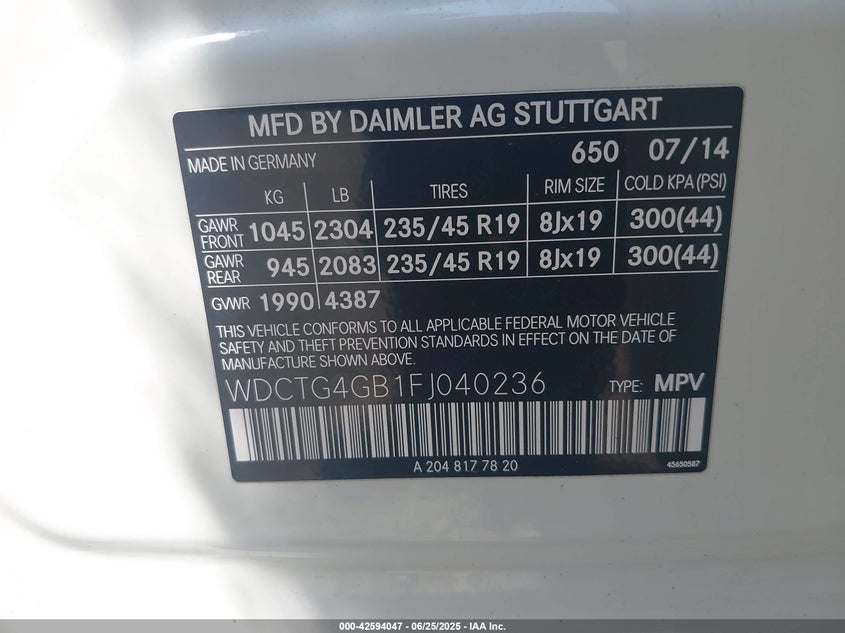 MFD BY DAIMLER AG STUTTGART
MADE IN GERMANY 650 07/14
KG LB TIRES RIM SIZE COLD KPA (PSI)
GAWR FRONT 1045 2304 235/45 R19 8Jx19 300(44)
GAWR REAR 945 2083 235/45 R19 8Jx19 300(44)
GVWR 1990 4387
THIS VEHICLE CONFORMS TO ALL APPLICABLE FEDERAL MOTOR VEHICLE
SAFETY AND THEFT PREVENTION STANDARDS IN EFFECT ON THE DATE OF
MANUFACTURE SHOWN ABOVE.
WDCTG4GB1FJ040236 TYPE: MPV
A 204 817 78 20 45650587
000-42594047 - 06/25/2025 - IAA Inc.